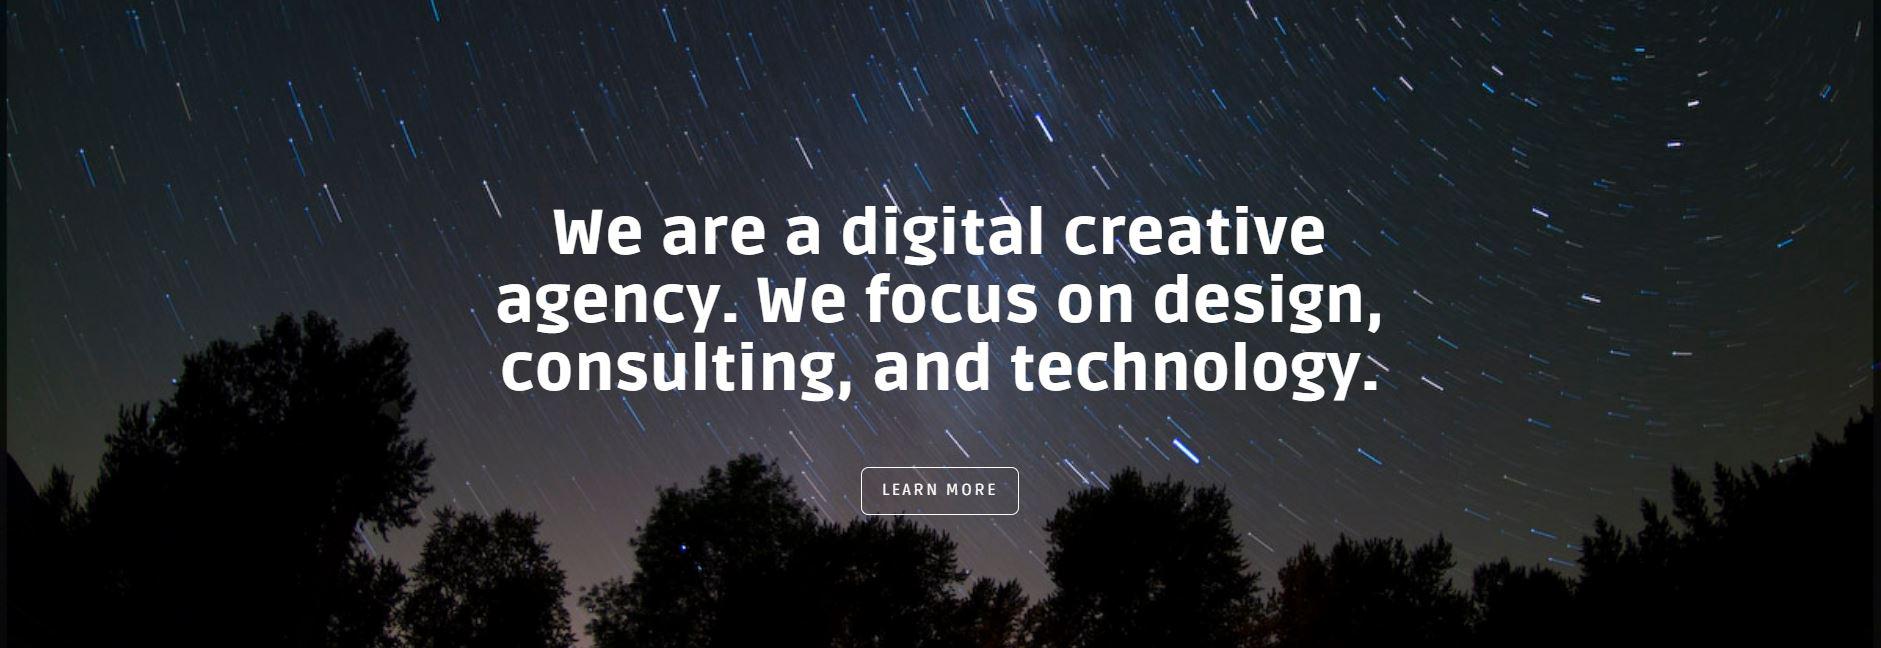 We are a digital creative
agency. We focus on design,
consulting, and technology.
LEARN MORE